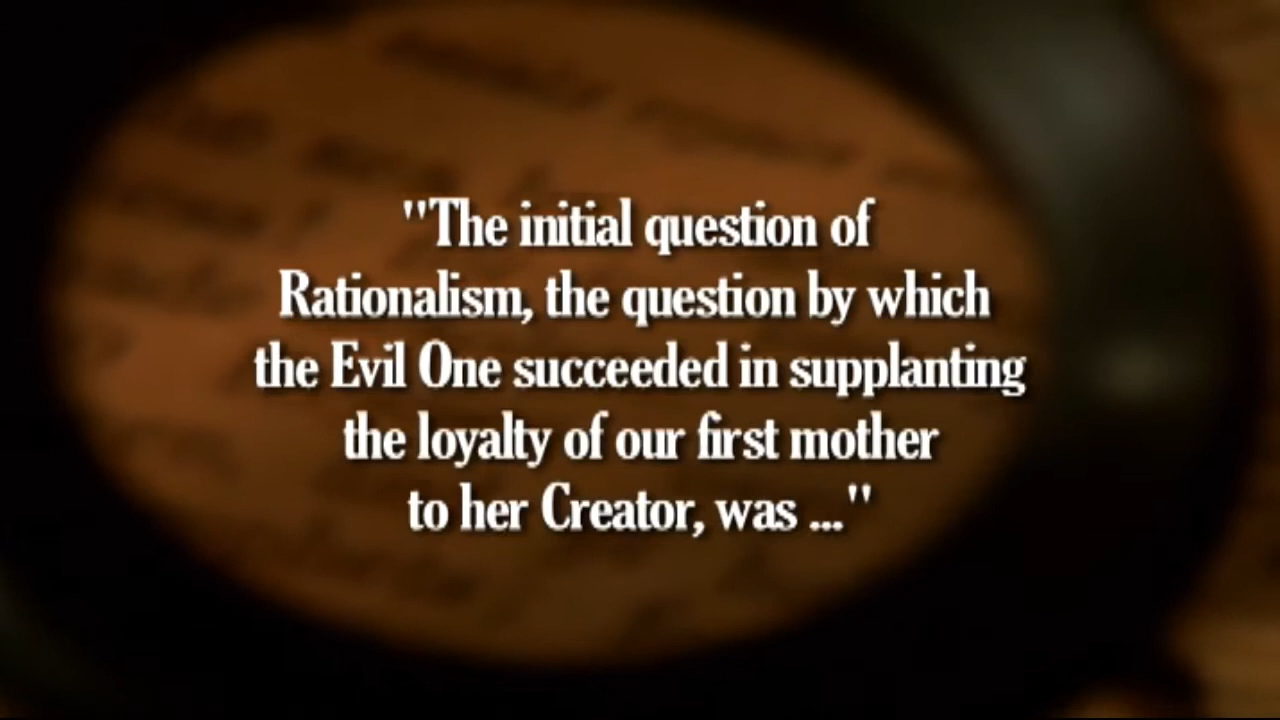 "The initial question of
Rationalism, the question by which
the Evil One succeeded in supplanting
the loyalty of our first mother
to her Creator, was ..."